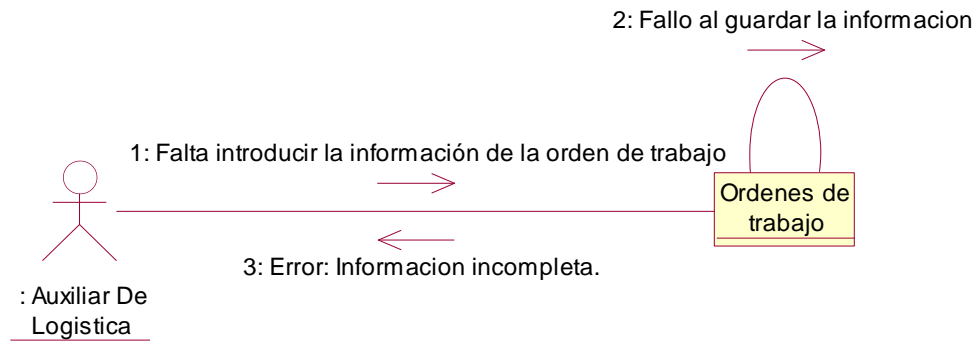 2: Fallo al guardar la informacion
1: Falta introducir la información de la orden de trabajo
Ordenes de
trabajo
3: Error: Informacion incompleta.
: Auxiliar De
Logistica